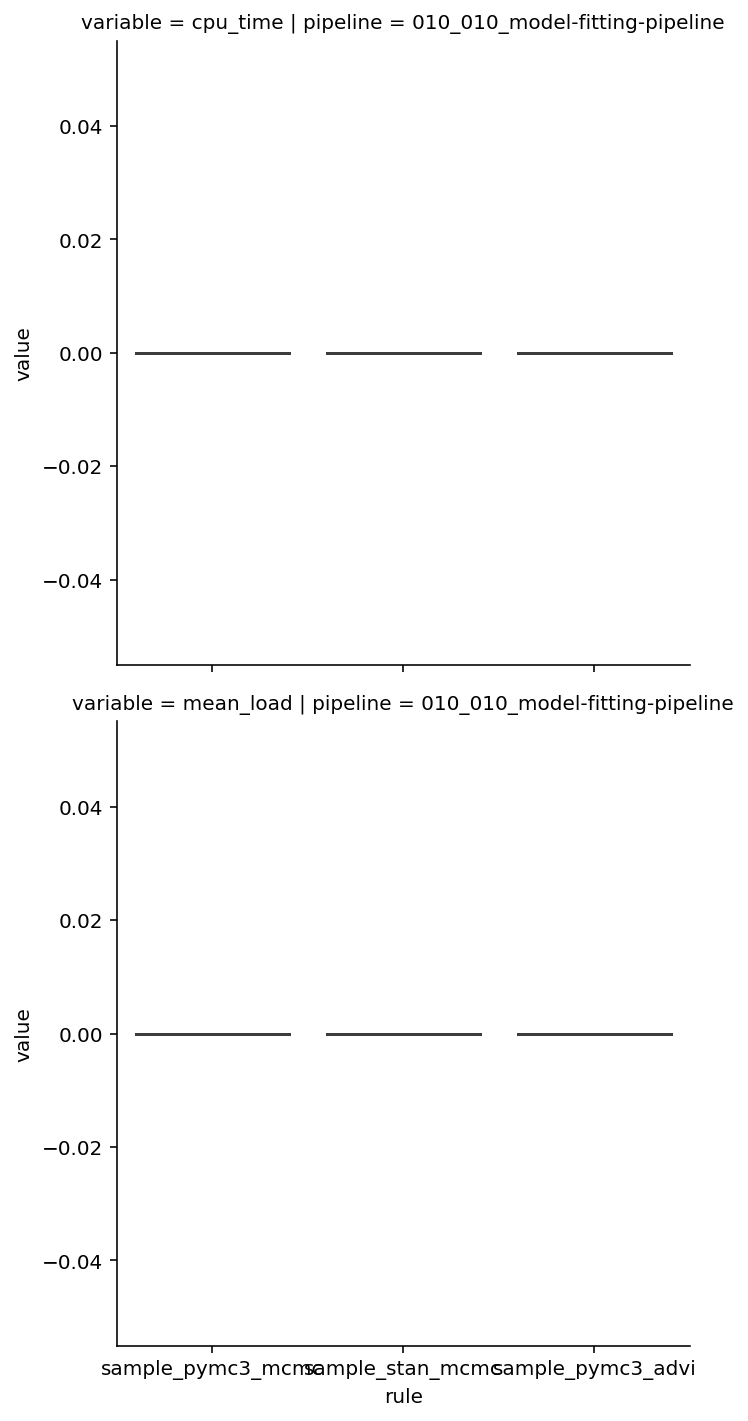 variable = cpu_time | pipeline = 010_010_model-fitting-pipeline
0.04
0.02
0.00
−0.02
−0.04
value
variable = mean_load | pipeline = 010_010_model-fitting-pipeline
0.04
0.02
0.00
−0.02
−0.04
value
sample_pymc3_mcmc sample_stan_mcmc sample_pymc3_advi
rule